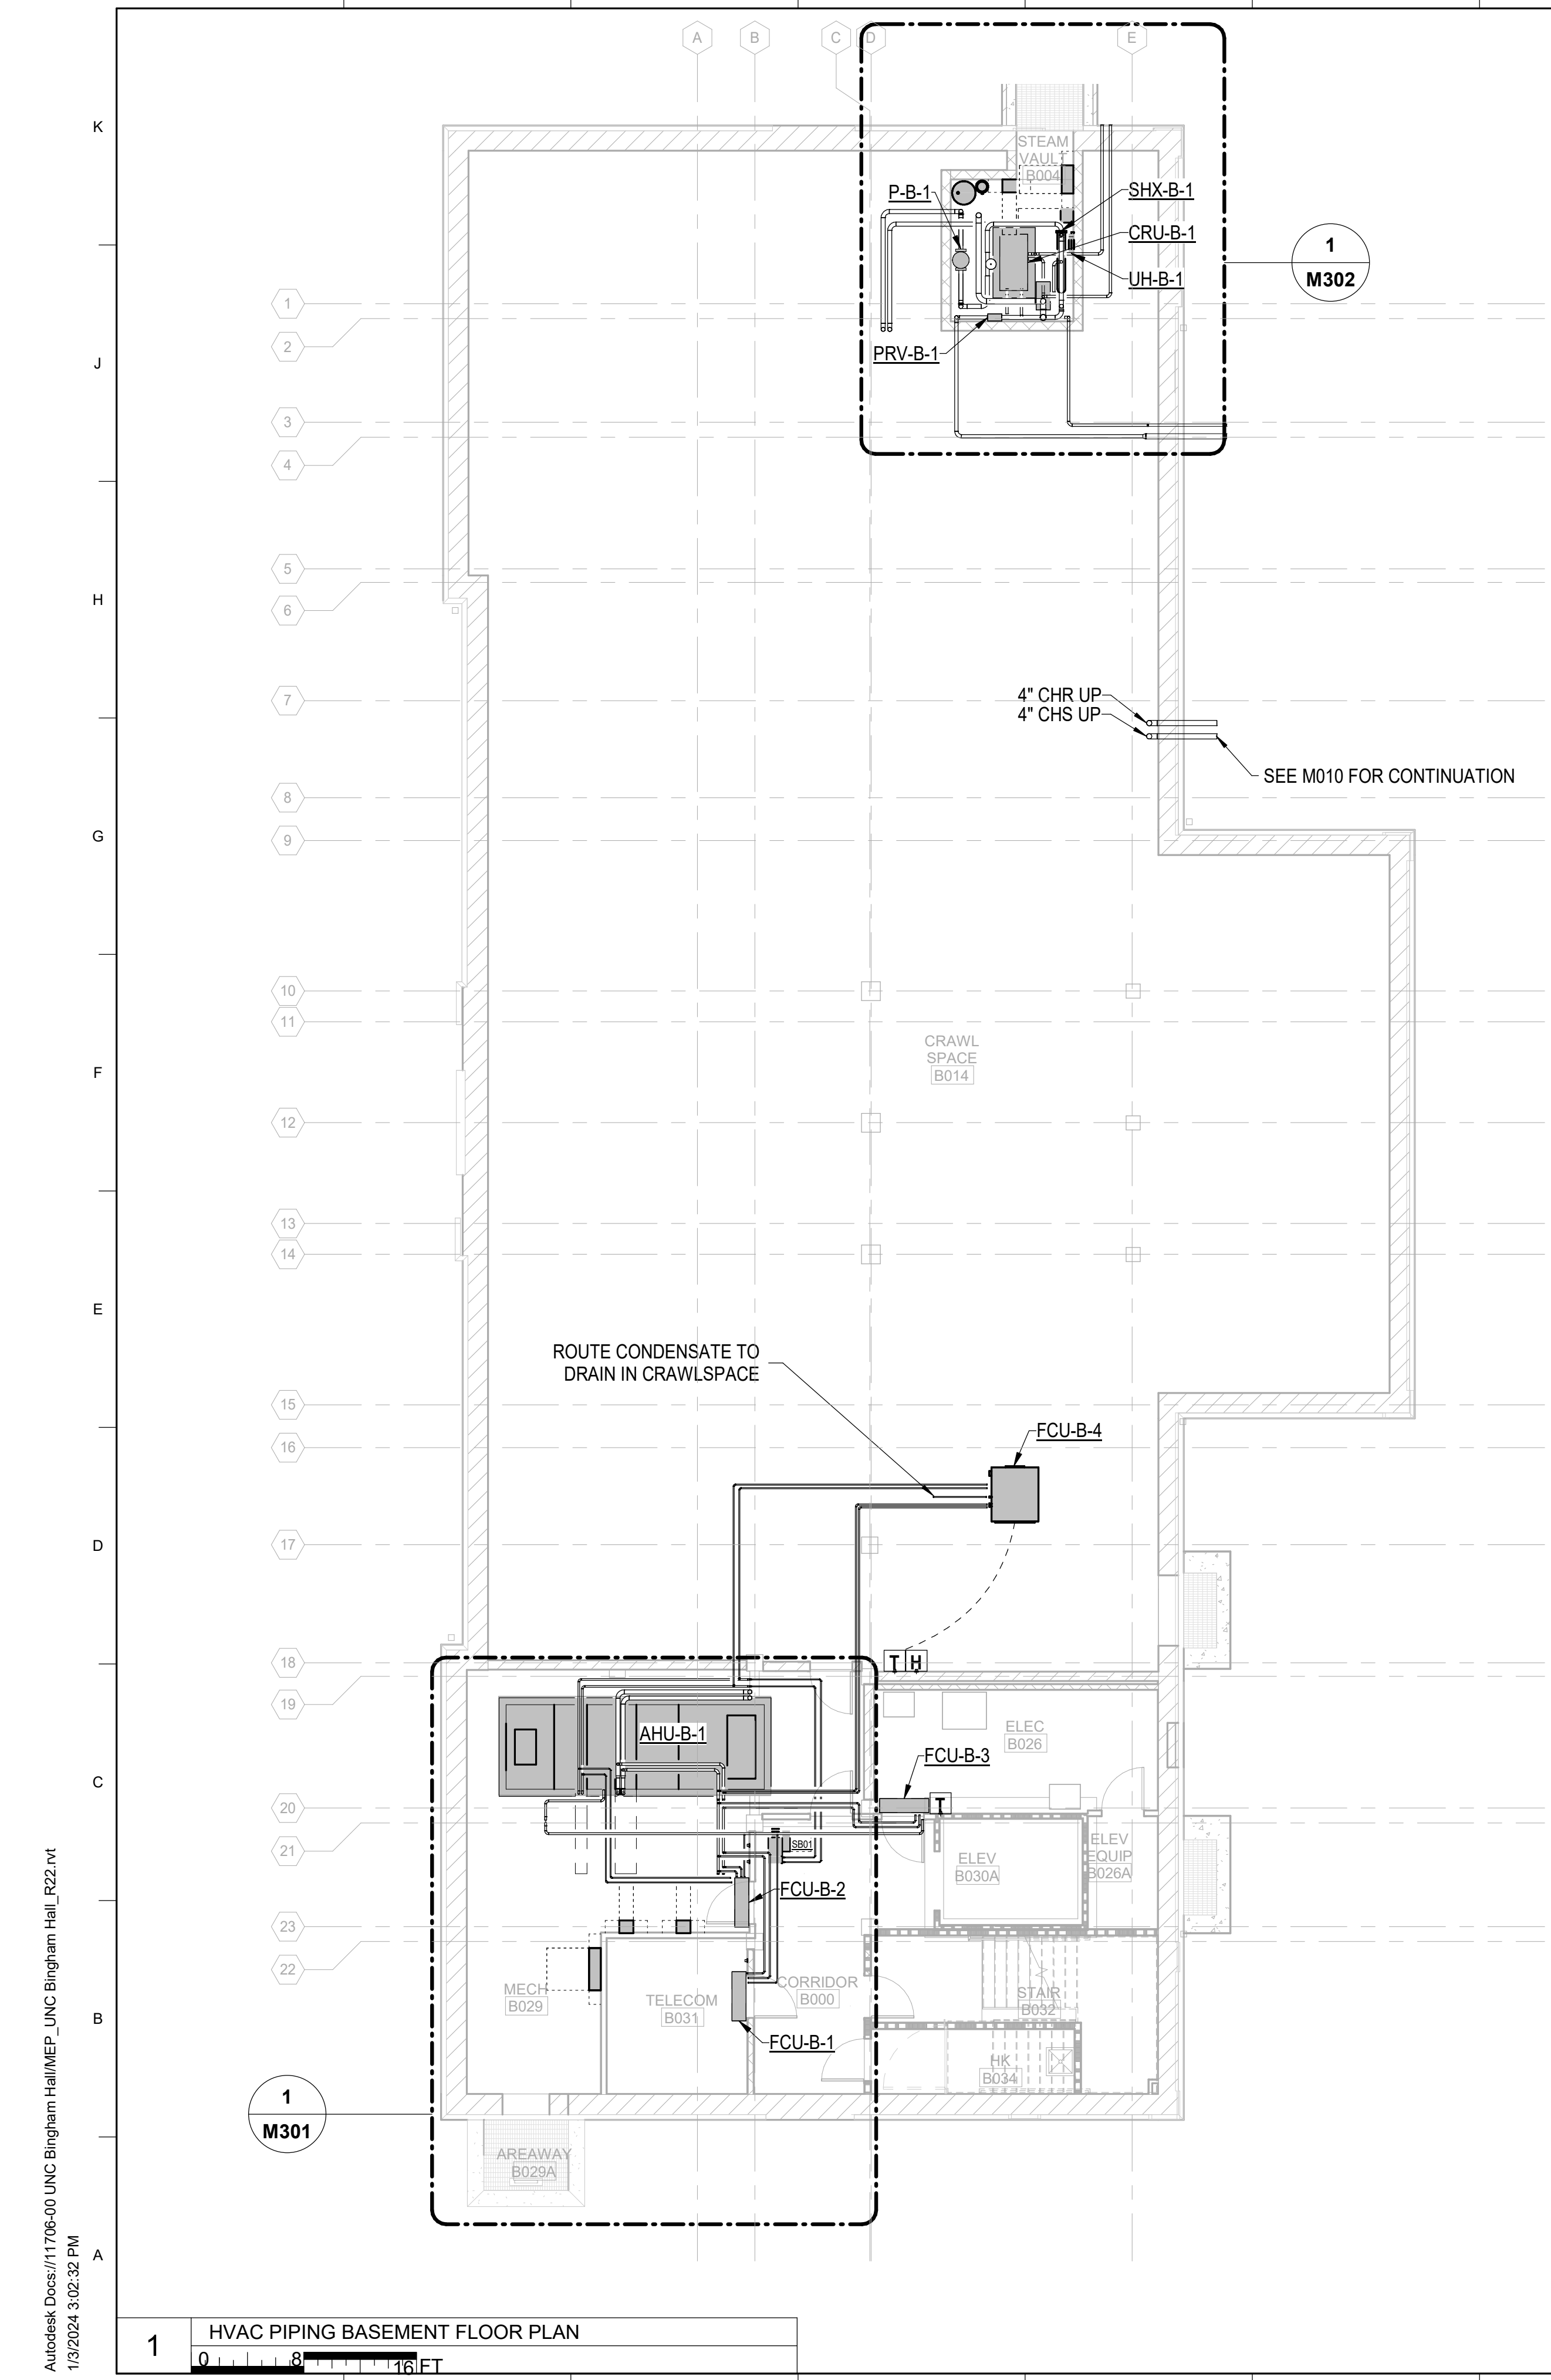 A
B
C
D
E
K
STEAM
VAULT
B004
P-B-1
SHX-B-1
CRU-B-1
UH-B-1
1
M302
1
2
PRV-B-1
J
3
4
5
H
6
7
4" CHR UP
4" CHS UP
SEE M010 FOR CONTINUATION
8
G
9
10
11
CRAWL
SPACE
B014
F
12
13
14
E
ROUTE CONDENSATE TO
DRAIN IN CRAWLSPACE
15
16
FCU-B-4
D
17
18
T H
19
AHU-B-1
ELEC
B026
FCU-B-3
C
20
T
21
SB01
ELEV
B030A
ELEV
EQUIP
B026A
FCU-B-2
23
22
MECH
B029
TELECOM
B031
CORRIDOR
B000
STAIR
B032
B
FCU-B-1
HK
B034
1
M301
AREAWAY
B029A
A
1
HVAC PIPING BASEMENT FLOOR PLAN
0 8 16 FT
Autodesk Docs://11706-00 UNC Bingham Hall/MEP_UNC Bingham Hall_R22.rvt
1/3/2024 3:02:32 PM